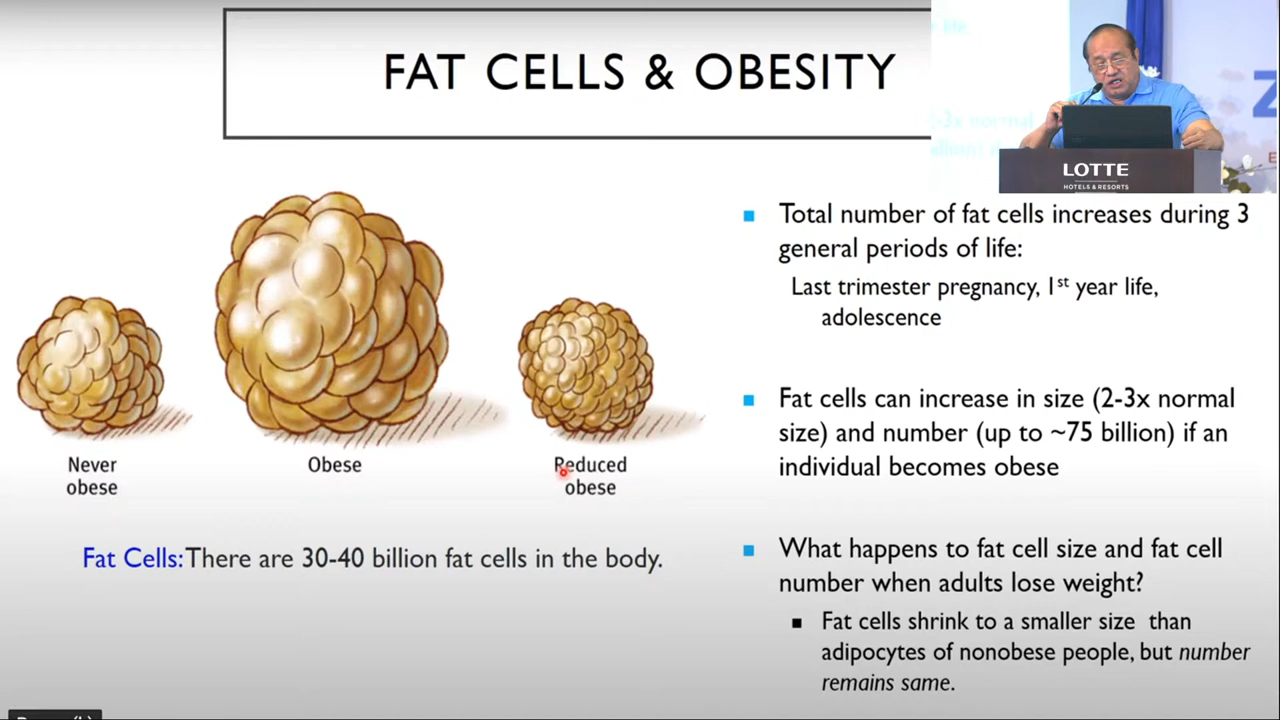 FAT CELLS & OBESITY
LOTTE
HOTELS & RESORTS
Total number of fat cells increases during 3
general periods of life:
Last trimester pregnancy, 1st year life,
adolescence
Fat cells can increase in size (2-3x normal
size) and number (up to ~75 billion) if an
individual becomes obese
What happens to fat cell size and fat cell
number when adults lose weight?
Fat cells shrink to a smaller size than
adipocytes of nonobese people, but number
remains same.
Never
obese
Obese
Reduced
obese
Fat Cells: There are 30-40 billion fat cells in the body.